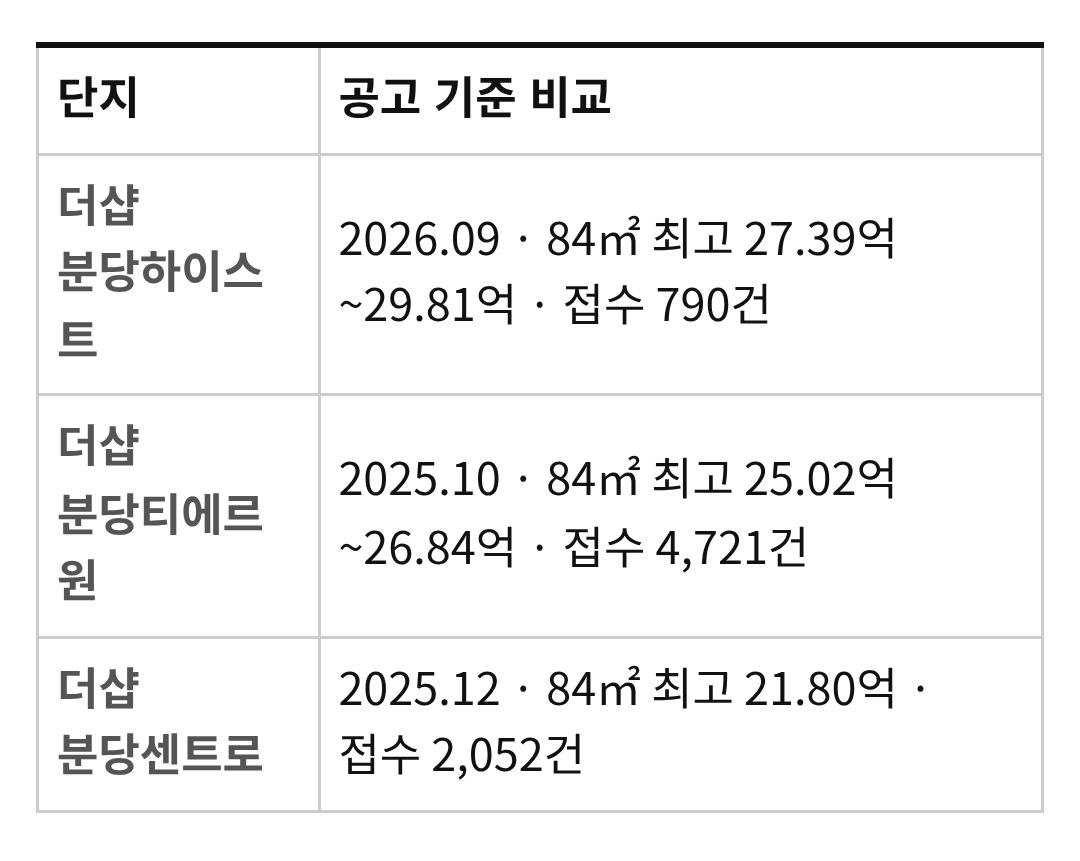 단지
공고 기준 비교
더샵
분당하이스
트
2026.09 · 84㎡ 최고 27.39억
~29.81억 · 접수 790건
더샵
분당티에르
원
2025.10 · 84㎡ 최고 25.02억
~26.84억 · 접수 4,721건
더샵
분당센트로
2025.12 · 84㎡ 최고 21.80억 ·
접수 2,052건